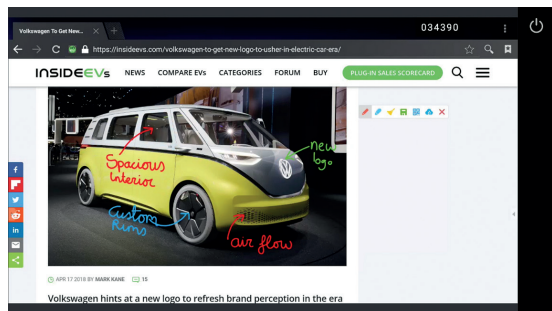 Volkswagen To Get New...
034390
https://insideevs.com/volkswagen-to-get-new-logo-to-usher-in-electric-car-era/
INSIDEEVs
NEWS
COMPARE EVs
CATEGORIES
FORUM
BUY
PLUG-IN SALES SCORECARD
Spacious
Interior
new
logo
Custom
Rims
air flow
APR 17 2018 BY MARK KANE
15
Volkswagen hints at a new logo to refresh brand perception in the era